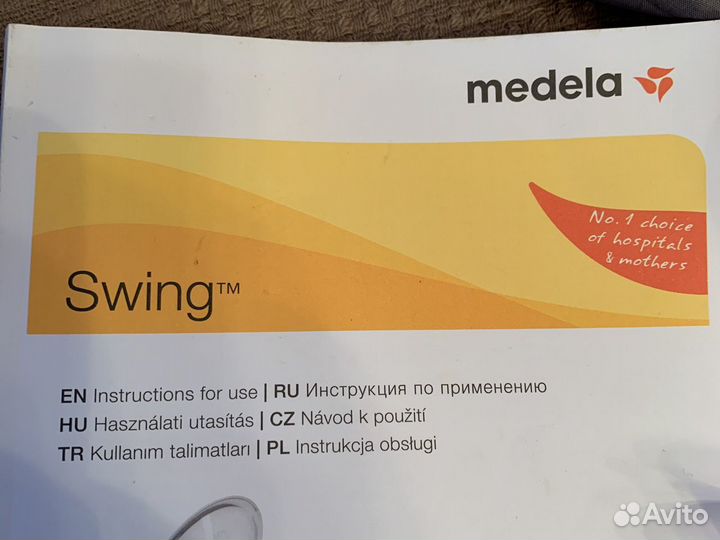 medela
No. 1 choice
of hospitals
& mothers
Swing™
EN Instructions for use | RU Инструкция по применению
HU Használati utasítás | CZ Návod k použití
TR Kullanım talimatları | PL Instrukcja obsługi
Avito